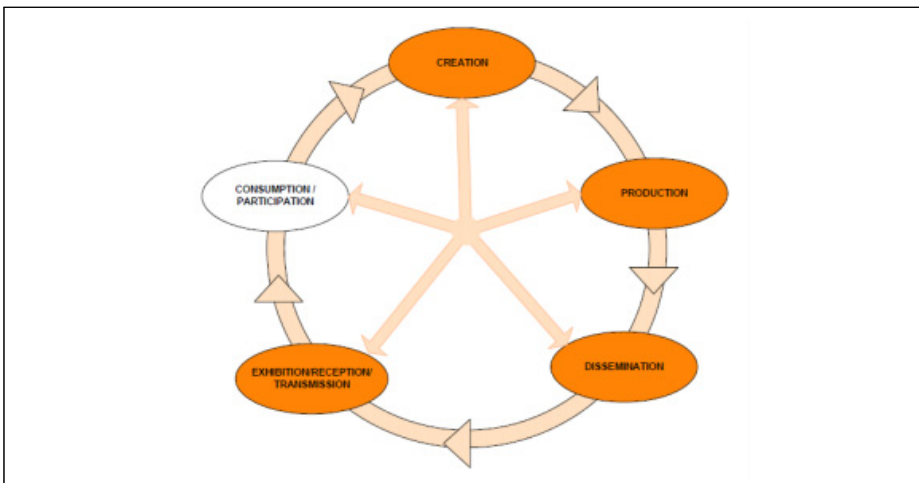 CREATION
PRODUCTION
DISSEMINATION
EXHIBITION/RECEPTION/
TRANSMISSION
CONSUMPTION /
PARTICIPATION